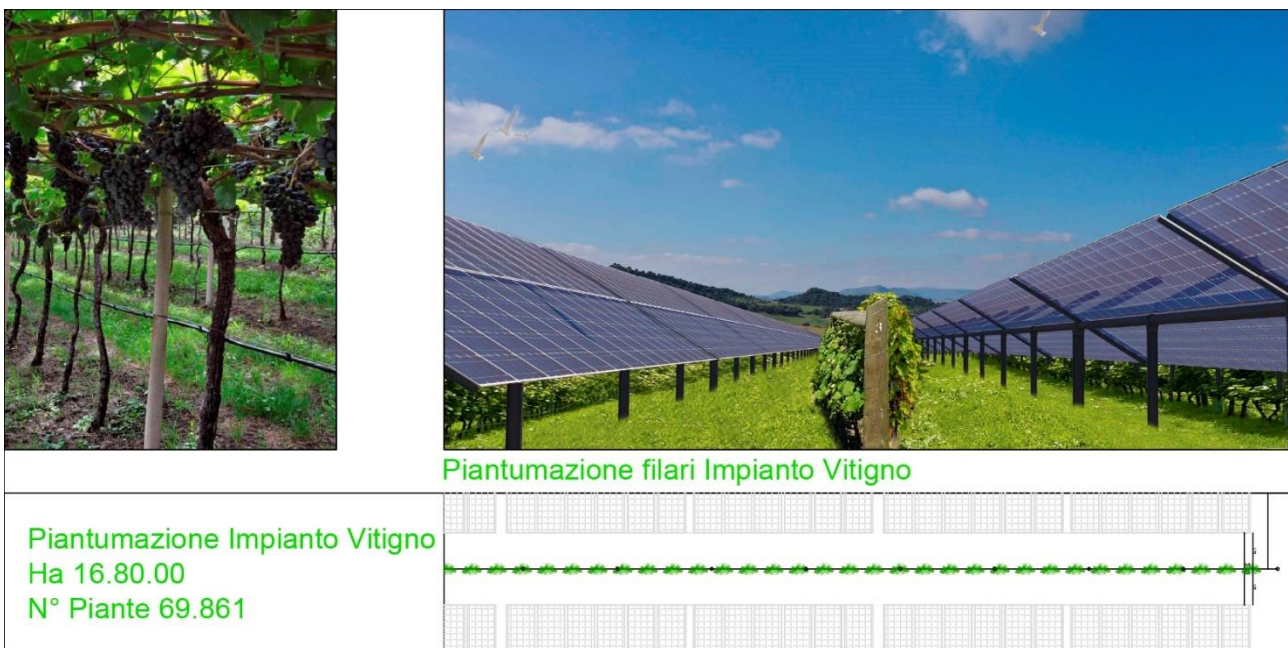 Piantumazione filari Impianto Vitigno
Piantumazione Impianto Vitigno
Ha 16.80.00
N° Piante 69.861